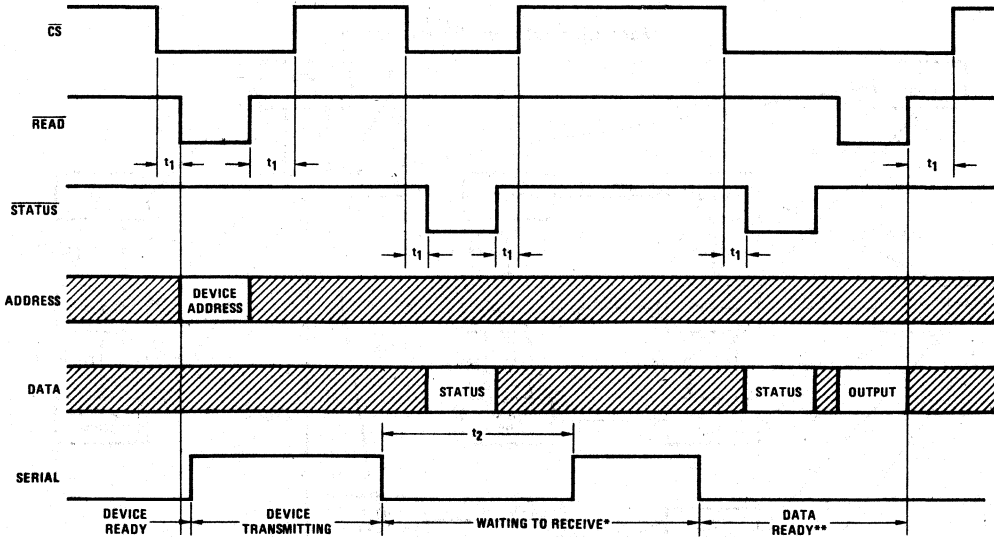 CS
READ
t1
t1
STATUS
t1
t1
t1
t1
ADDRESS
DEVICE
ADDRESS
DATA
STATUS
STATUS
OUTPUT
t2
SERIAL
DEVICE
READY
DEVICE
TRANSMITTING
WAITING TO RECEIVE*
DATA
READY**